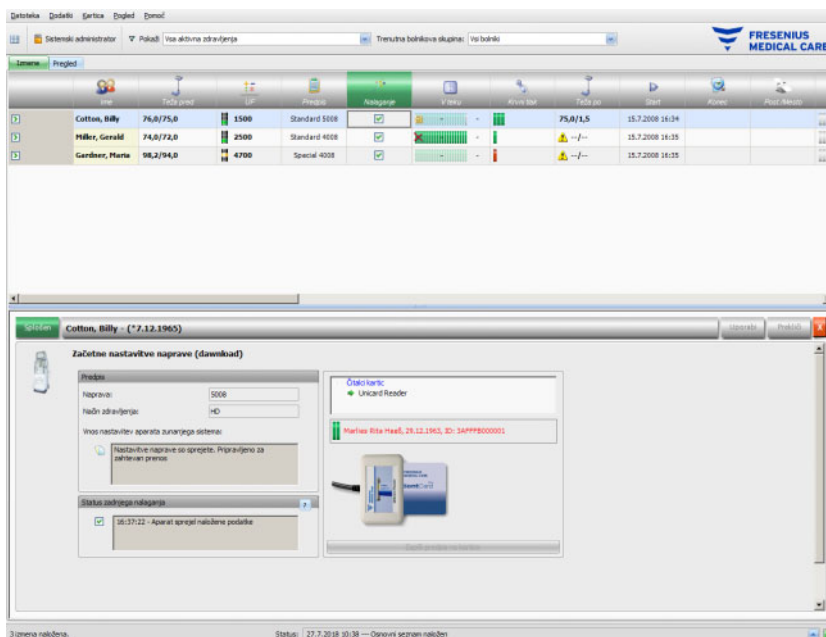 Datoteka Dodatki Kartica Pogled Pomoč
Sistemski administrator Pokaži Vsa aktivna zdravljenja Trenutna bolnikova skupina: Vsi bolniki
FRESENIUS
MEDICAL CARE
Izmene Pregled
Ime Teža pred UF Predpis Nalaganje V teku Krvni tlak Teža po Start Konec Post./Mesto
Cotton, Billy 76,0/75,0 1500 Standard 5008 - - 75,0/1,5 15.7.2008 16:34
Miller, Gerald 74,0/72,0 2500 Standard 4008 - - --/-- 15.7.2008 16:35
Gardner, Maria 98,2/94,0 4700 Special 4008 - - --/-- 15.7.2008 16:35
Splošen Cotton, Billy - (*7.12.1965) Uporabi Prekliči X
Začetne nastavitve naprave (dawnload)
Predpis
Naprava: 5008
Način zdravljenja: HD
Vnos nastavitev aparata zunanjega sistema:
Nastavitve naprave so sprejete. Pripravljeno za
zahtevan prenos
Status zadnjega nalaganja ?
16:37:22 - Aparat sprejel naložene podatke
Čitalci kartic
Unicard Reader
Marlies Rita Haaß, 29.12.1963, ID: 3AFFFB000001
FRESENIUS
MEDICAL CARE
Zapiši predpis na kartico
3 izmena naložena. Status: 27.7.2018 10:38 --- Osnovni seznam naložen